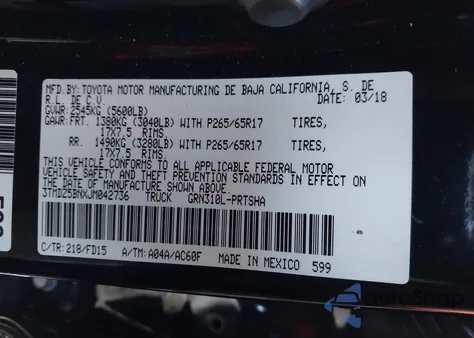 MFD.BY: TOYOTA MOTOR MANUFACTURING DE BAJA CALIFORNIA, S. DE
R.L. DE C.V. DATE: 03/18
GVWR: 2545KG (5600LB)
GAWR: FRT. 1380KG (3040LB) WITH P265/65R17 TIRES,
17X7.5 RIMS.
RR. 1490KG (3280LB) WITH P265/65R17 TIRES,
17X7.5 RIMS.
THIS VEHICLE CONFORMS TO ALL APPLICABLE FEDERAL MOTOR
VEHICLE SAFETY AND THEFT PREVENTION STANDARDS IN EFFECT ON
THE DATE OF MANUFACTURE SHOWN ABOVE.
3TMDZ5BNXJM042736 TRUCK GRN310L-PRTSHA
C/TR: 218/FD15 A/TM: A04A/AC60F MADE IN MEXICO 599
autoSnap